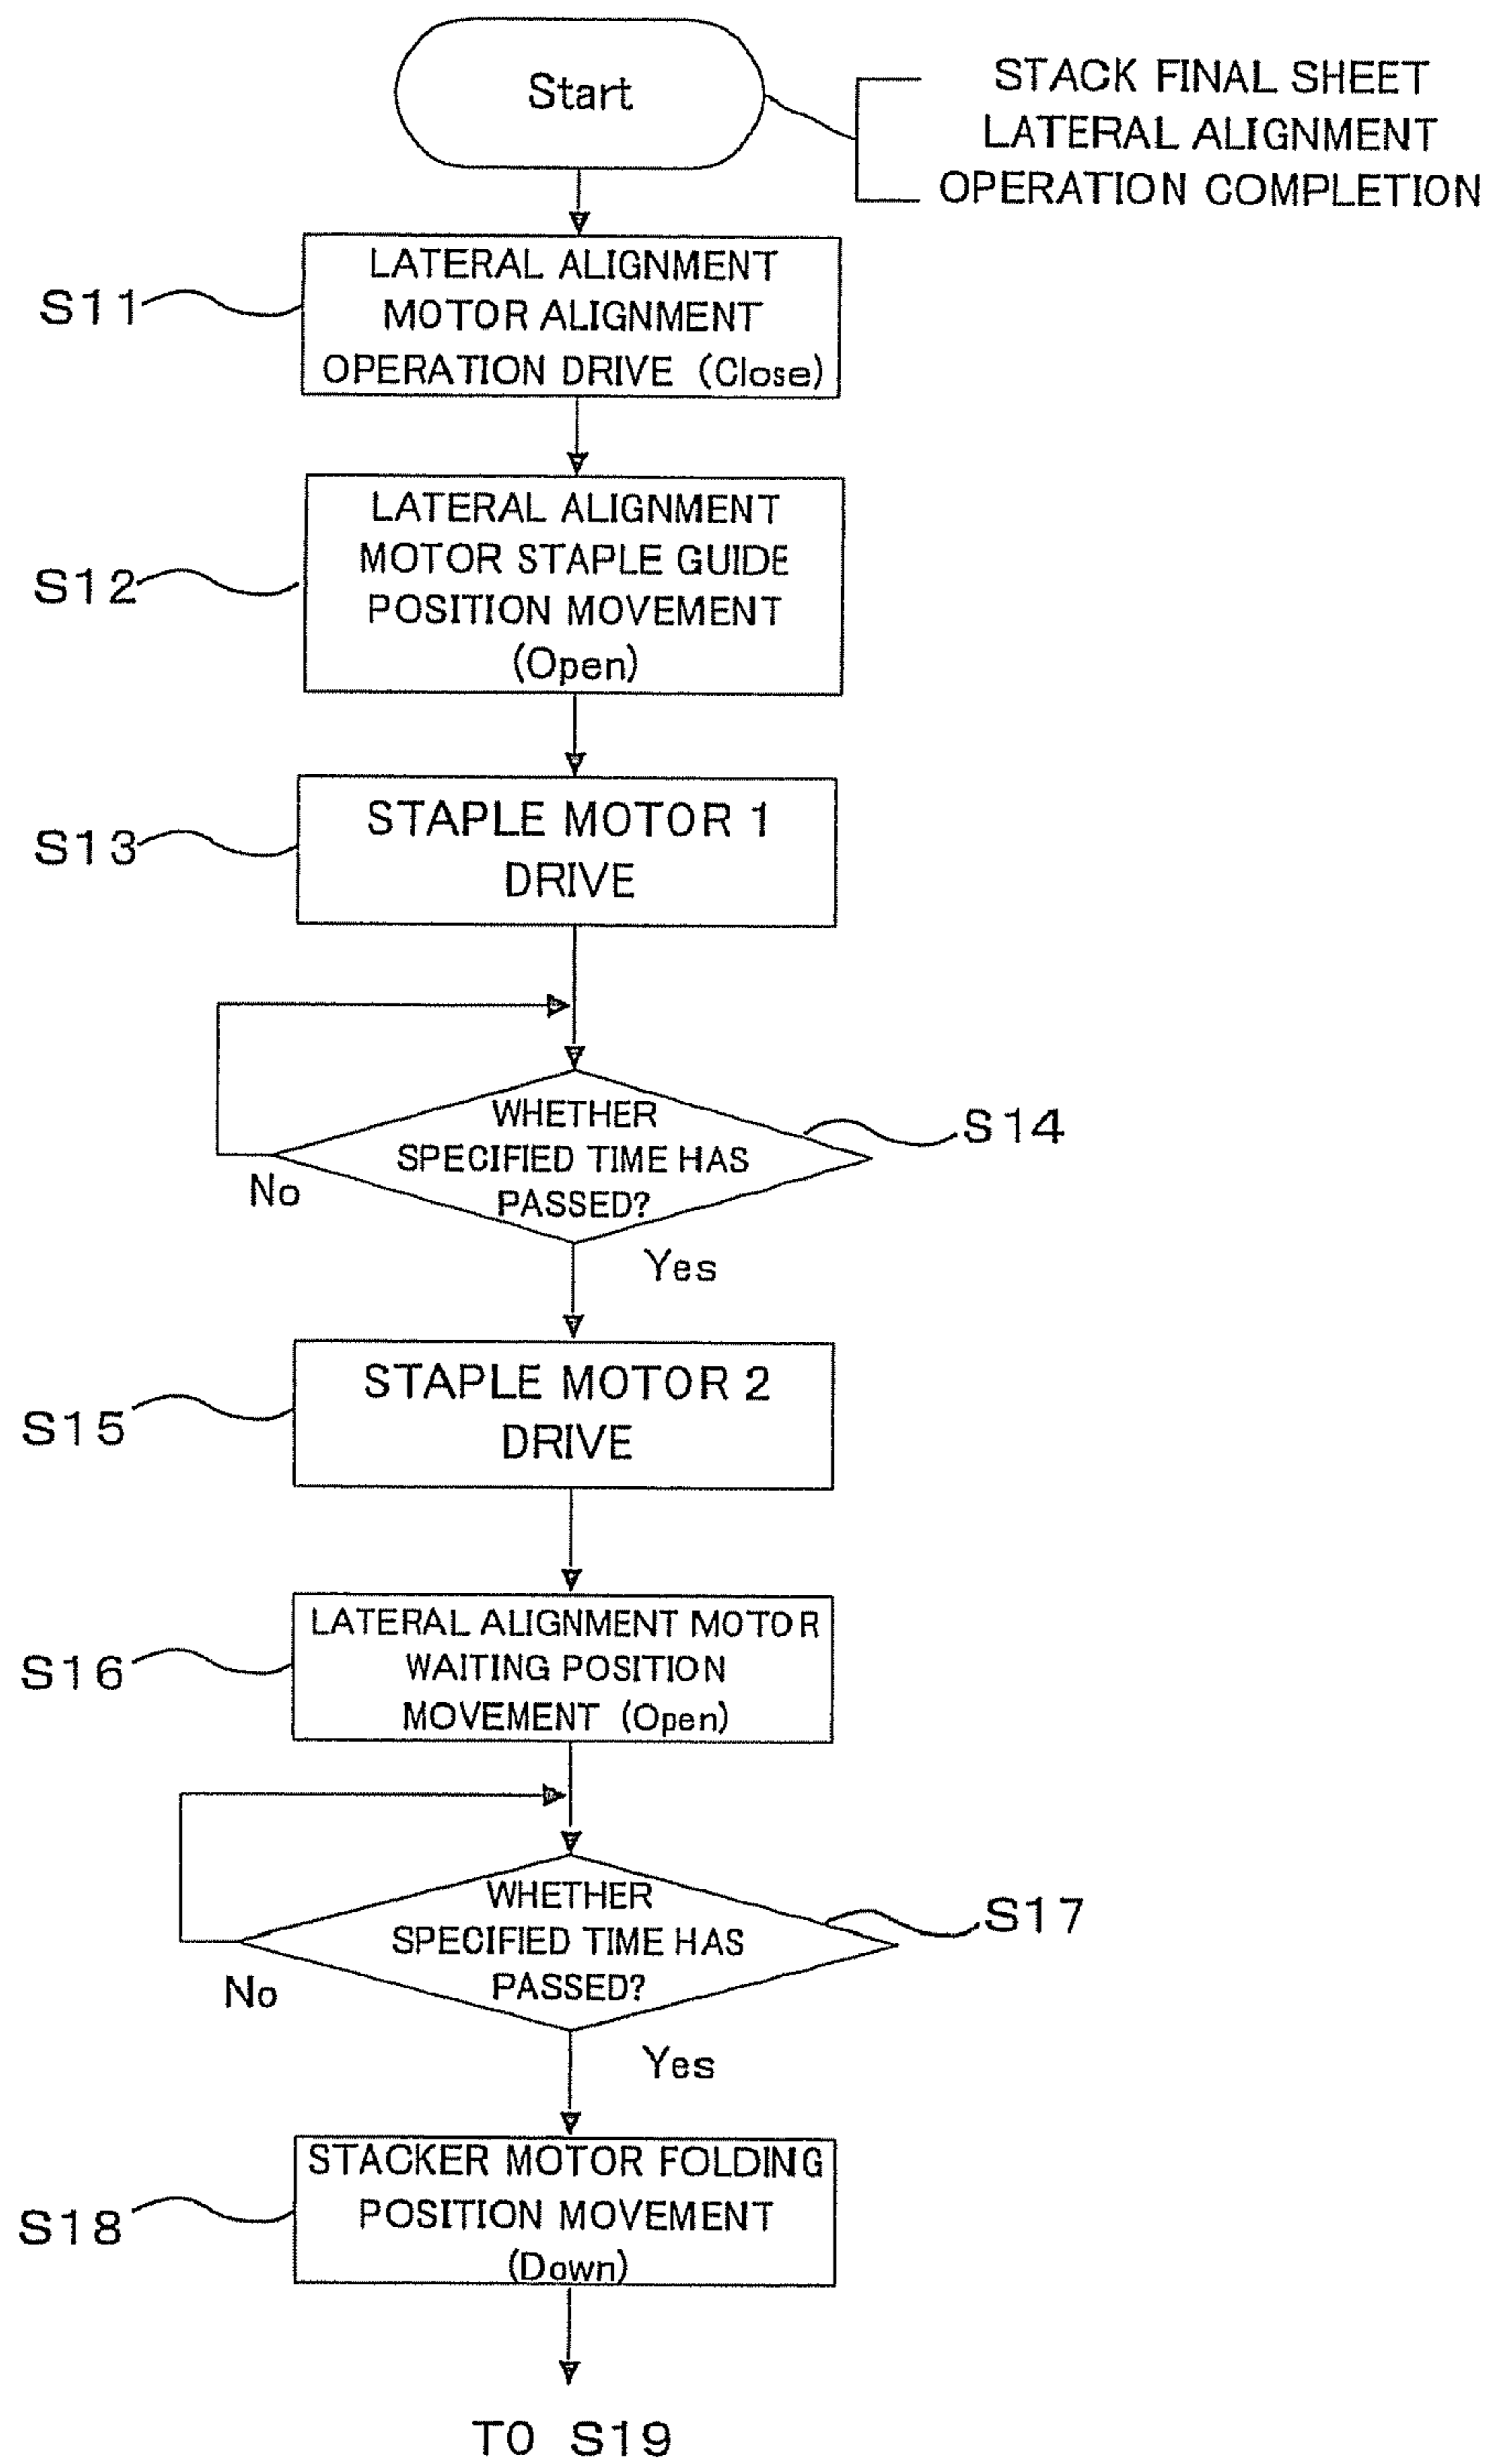 Start
STACK FINAL SHEET
LATERAL ALIGNMENT
OPERATION COMPLETION
S11
LATERAL ALIGNMENT
MOTOR ALIGNMENT
OPERATION DRIVE (Close)
S12
LATERAL ALIGNMENT
MOTOR STAPLE GUIDE
POSITION MOVEMENT
(Open)
S13
STAPLE MOTOR 1
DRIVE
WHETHER
SPECIFIED TIME HAS
PASSED?
S14
No
Yes
S15
STAPLE MOTOR 2
DRIVE
S16
LATERAL ALIGNMENT MOTOR
WAITING POSITION
MOVEMENT (Open)
WHETHER
SPECIFIED TIME HAS
PASSED?
S17
No
Yes
S18
STACKER MOTOR FOLDING
POSITION MOVEMENT
(Down)
TO S19